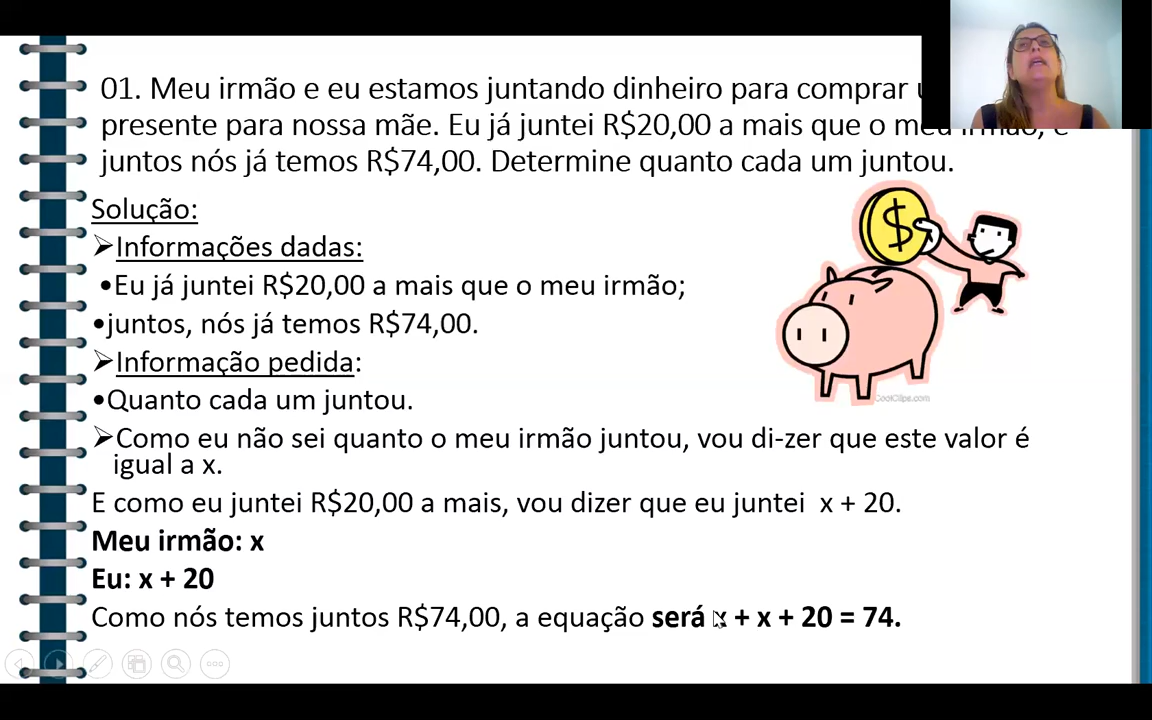 01. Meu irmão e eu estamos juntando dinheiro para comprar
presente para nossa mãe. Eu já juntei R$20,00 a mais que o meu irmão, e
juntos nós já temos R$74,00. Determine quanto cada um juntou.
Solução:
➢Informações dadas:
•Eu já juntei R$20,00 a mais que o meu irmão;
•juntos, nós já temos R$74,00.
➢Informação pedida:
•Quanto cada um juntou.
➢Como eu não sei quanto o meu irmão juntou, vou di-zer que este valor é
igual a x.
E como eu juntei R$20,00 a mais, vou dizer que eu juntei x + 20.
Meu irmão: x
Eu: x + 20
Como nós temos juntos R$74,00, a equação será x + x + 20 = 74.
$
CoolClips.com